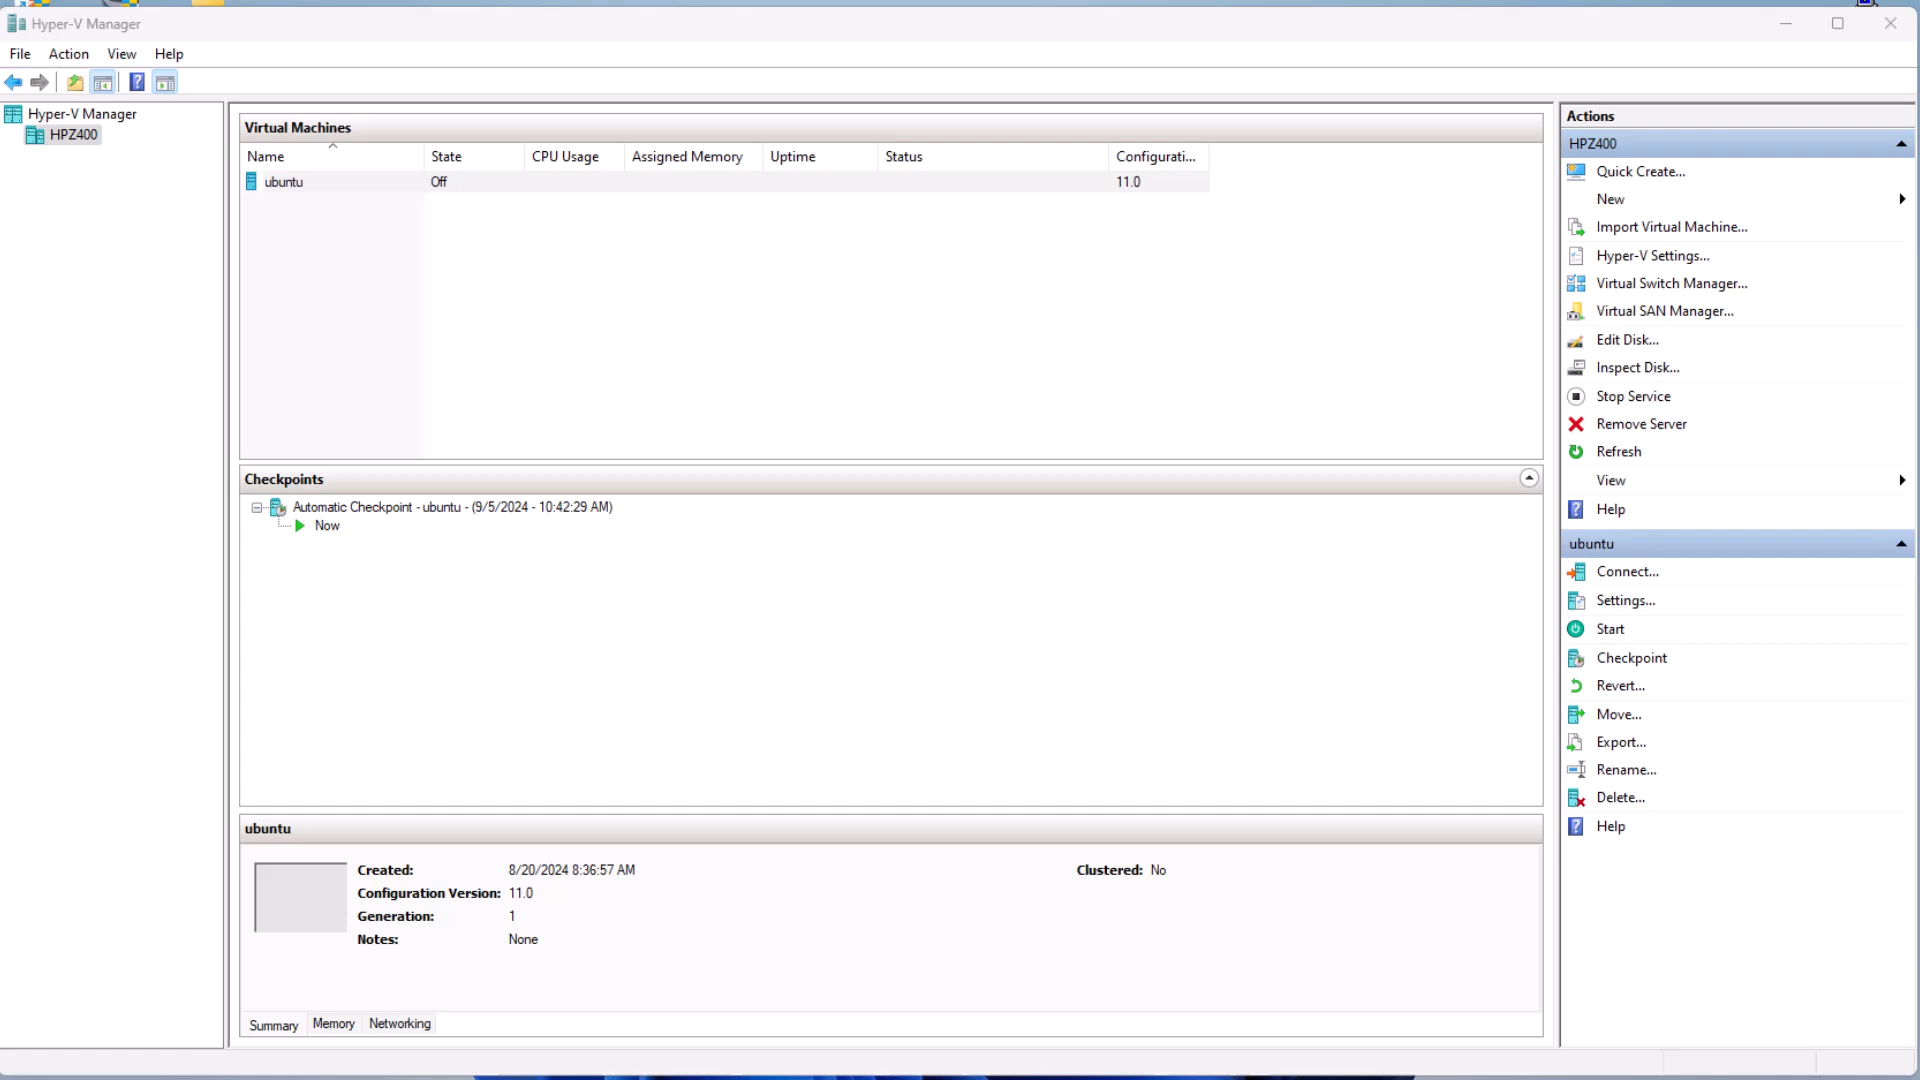 Hyper-V Manager
File Action View Help
Hyper-V Manager
HPZ400
Virtual Machines
Name State CPU Usage Assigned Memory Uptime Status Configurati...
ubuntu Off 11.0
Checkpoints
Automatic Checkpoint - ubuntu - (9/5/2024 - 10:42:29 AM)
Now
ubuntu
Created: 8/20/2024 8:36:57 AM Clustered: No
Configuration Version: 11.0
Generation: 1
Notes: None
Summary Memory Networking
Actions
HPZ400
Quick Create...
New
Import Virtual Machine...
Hyper-V Settings...
Virtual Switch Manager...
Virtual SAN Manager...
Edit Disk...
Inspect Disk...
Stop Service
Remove Server
Refresh
View
Help
ubuntu
Connect...
Settings...
Start
Checkpoint
Revert...
Move...
Export...
Rename...
Delete...
Help